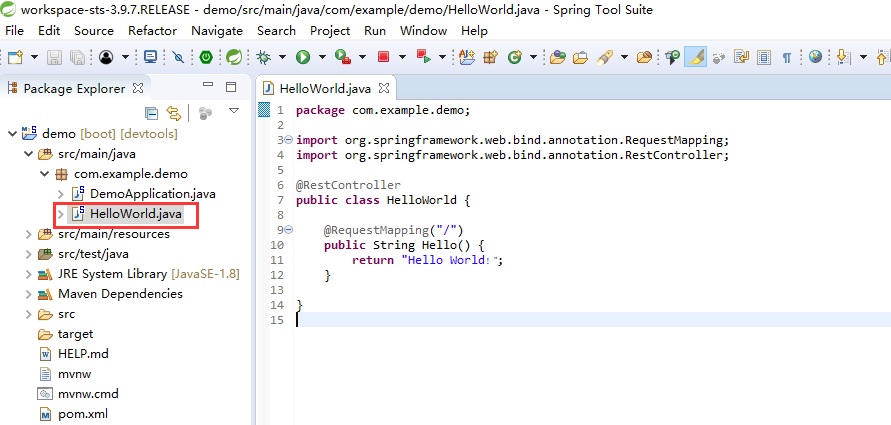 workspace-sts-3.9.7.RELEASE - demo/src/main/java/com/example/demo/HelloWorld.java - Spring Tool Suite
File Edit Source Refactor Navigate Search Project Run Window Help
Package Explorer
demo [boot] [devtools]
src/main/java
com.example.demo
DemoApplication.java
HelloWorld.java
src/main/resources
src/test/java
JRE System Library [JavaSE-1.8]
Maven Dependencies
src
target
HELP.md
mvnw
mvnw.cmd
pom.xml
HelloWorld.java
1 package com.example.demo;
2
3 import org.springframework.web.bind.annotation.RequestMapping;
4 import org.springframework.web.bind.annotation.RestController;
5
6 @RestController
7 public class HelloWorld {
8
9 @RequestMapping("/")
10 public String Hello() {
11 return "Hello World!";
12 }
13
14 }
15